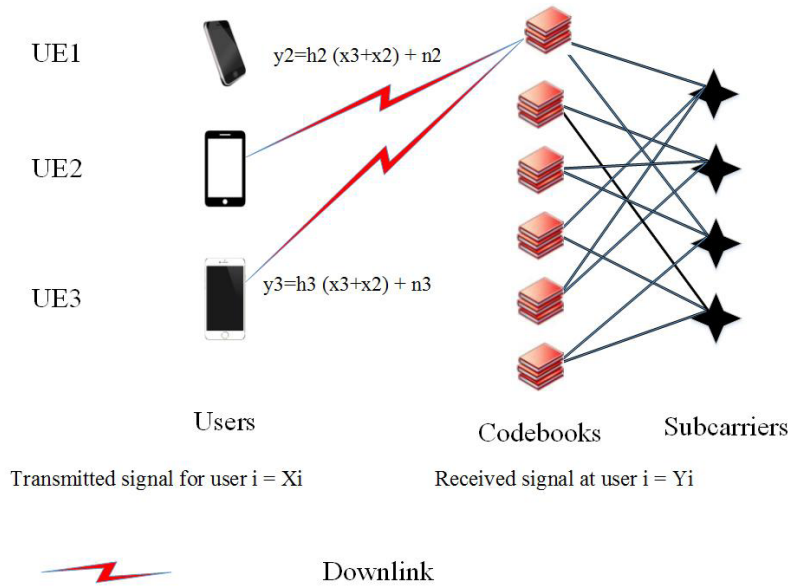 UE1
y2=h2 (x3+x2) + n2
UE2
UE3
y3=h3 (x3+x2) + n3
Users
Codebooks
Subcarriers
Transmitted signal for user i = Xi
Received signal at user i = Yi
Downlink